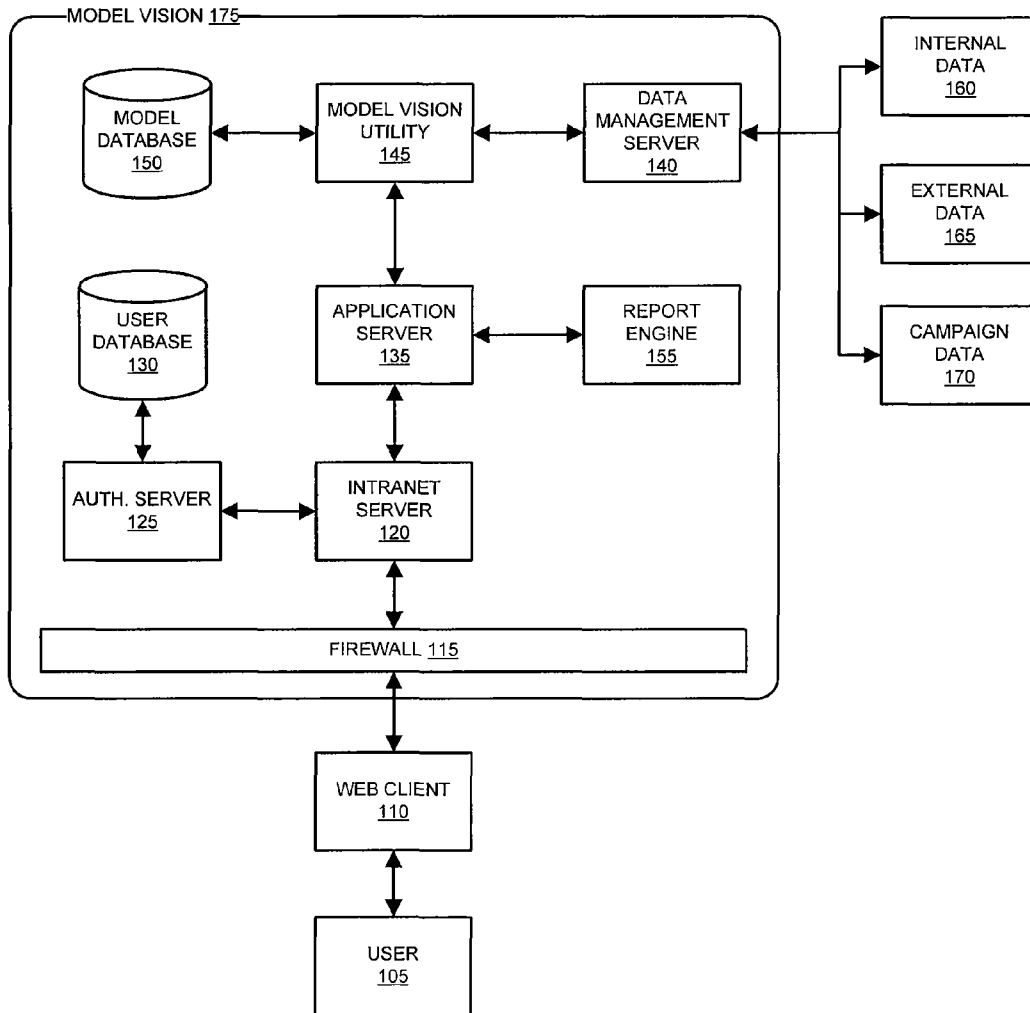 MODEL VISION 175
MODEL
DATABASE
150
MODEL VISION
UTILITY
145
DATA
MANAGEMENT
SERVER
140
INTERNAL
DATA
160
EXTERNAL
DATA
165
CAMPAIGN
DATA
170
USER
DATABASE
130
APPLICATION
SERVER
135
REPORT
ENGINE
155
AUTH. SERVER
125
INTRANET
SERVER
120
FIREWALL 115
WEB CLIENT
110
USER
105